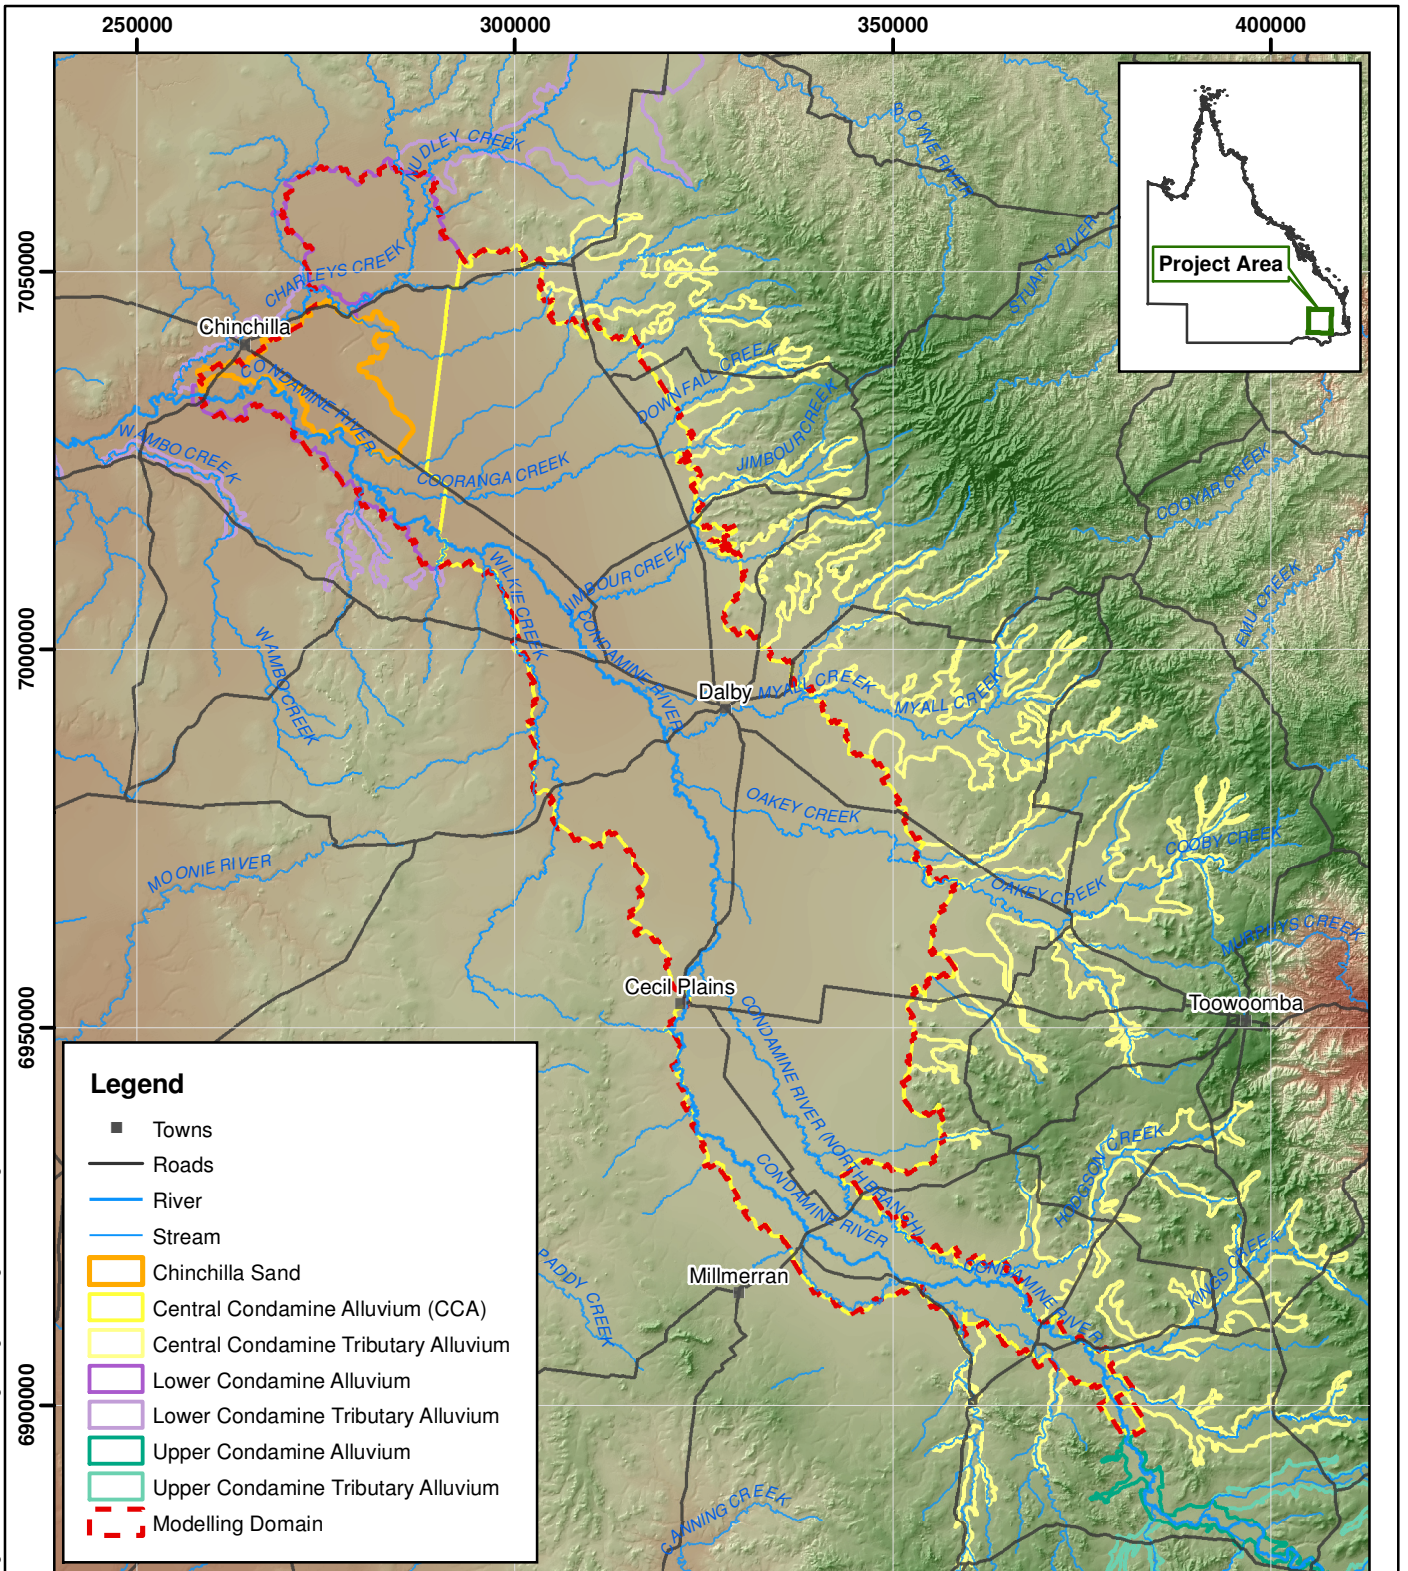 250000
300000
350000
400000
7050000
7000000
6950000
6900000
Project Area
BOYNE RIVER
NUDLEY CREEK
STUART RIVER
CHARLEYS CREEK
Chinchilla
CONDAMINE RIVER
DOWNFALL CREEK
JIMBOUR CREEK
WAMBO CREEK
COORANGA CREEK
COOYAR CREEK
JIMBOUR CREEK
WILKIE CREEK
EMU CREEK
CONDAMINE RIVER
WAMBO CREEK
Dalby
MYALL CREEK
MYALL CREEK
OAKEY CREEK
COOBY CREEK
MOONIE RIVER
OAKEY CREEK
MURPHYS CREEK
Cecil Plains
Toowoomba
CONDAMINE RIVER (NORTH BRANCH)
HODGSON CREEK
CONDAMINE RIVER
PADDY CREEK
Millmerran
CONDAMINE RIVER
KINGS CREEK
CANNING CREEK
Legend
Towns
Roads
River
Stream
Chinchilla Sand
Central Condamine Alluvium (CCA)
Central Condamine Tributary Alluvium
Lower Condamine Alluvium
Lower Condamine Tributary Alluvium
Upper Condamine Alluvium
Upper Condamine Tributary Alluvium
Modelling Domain